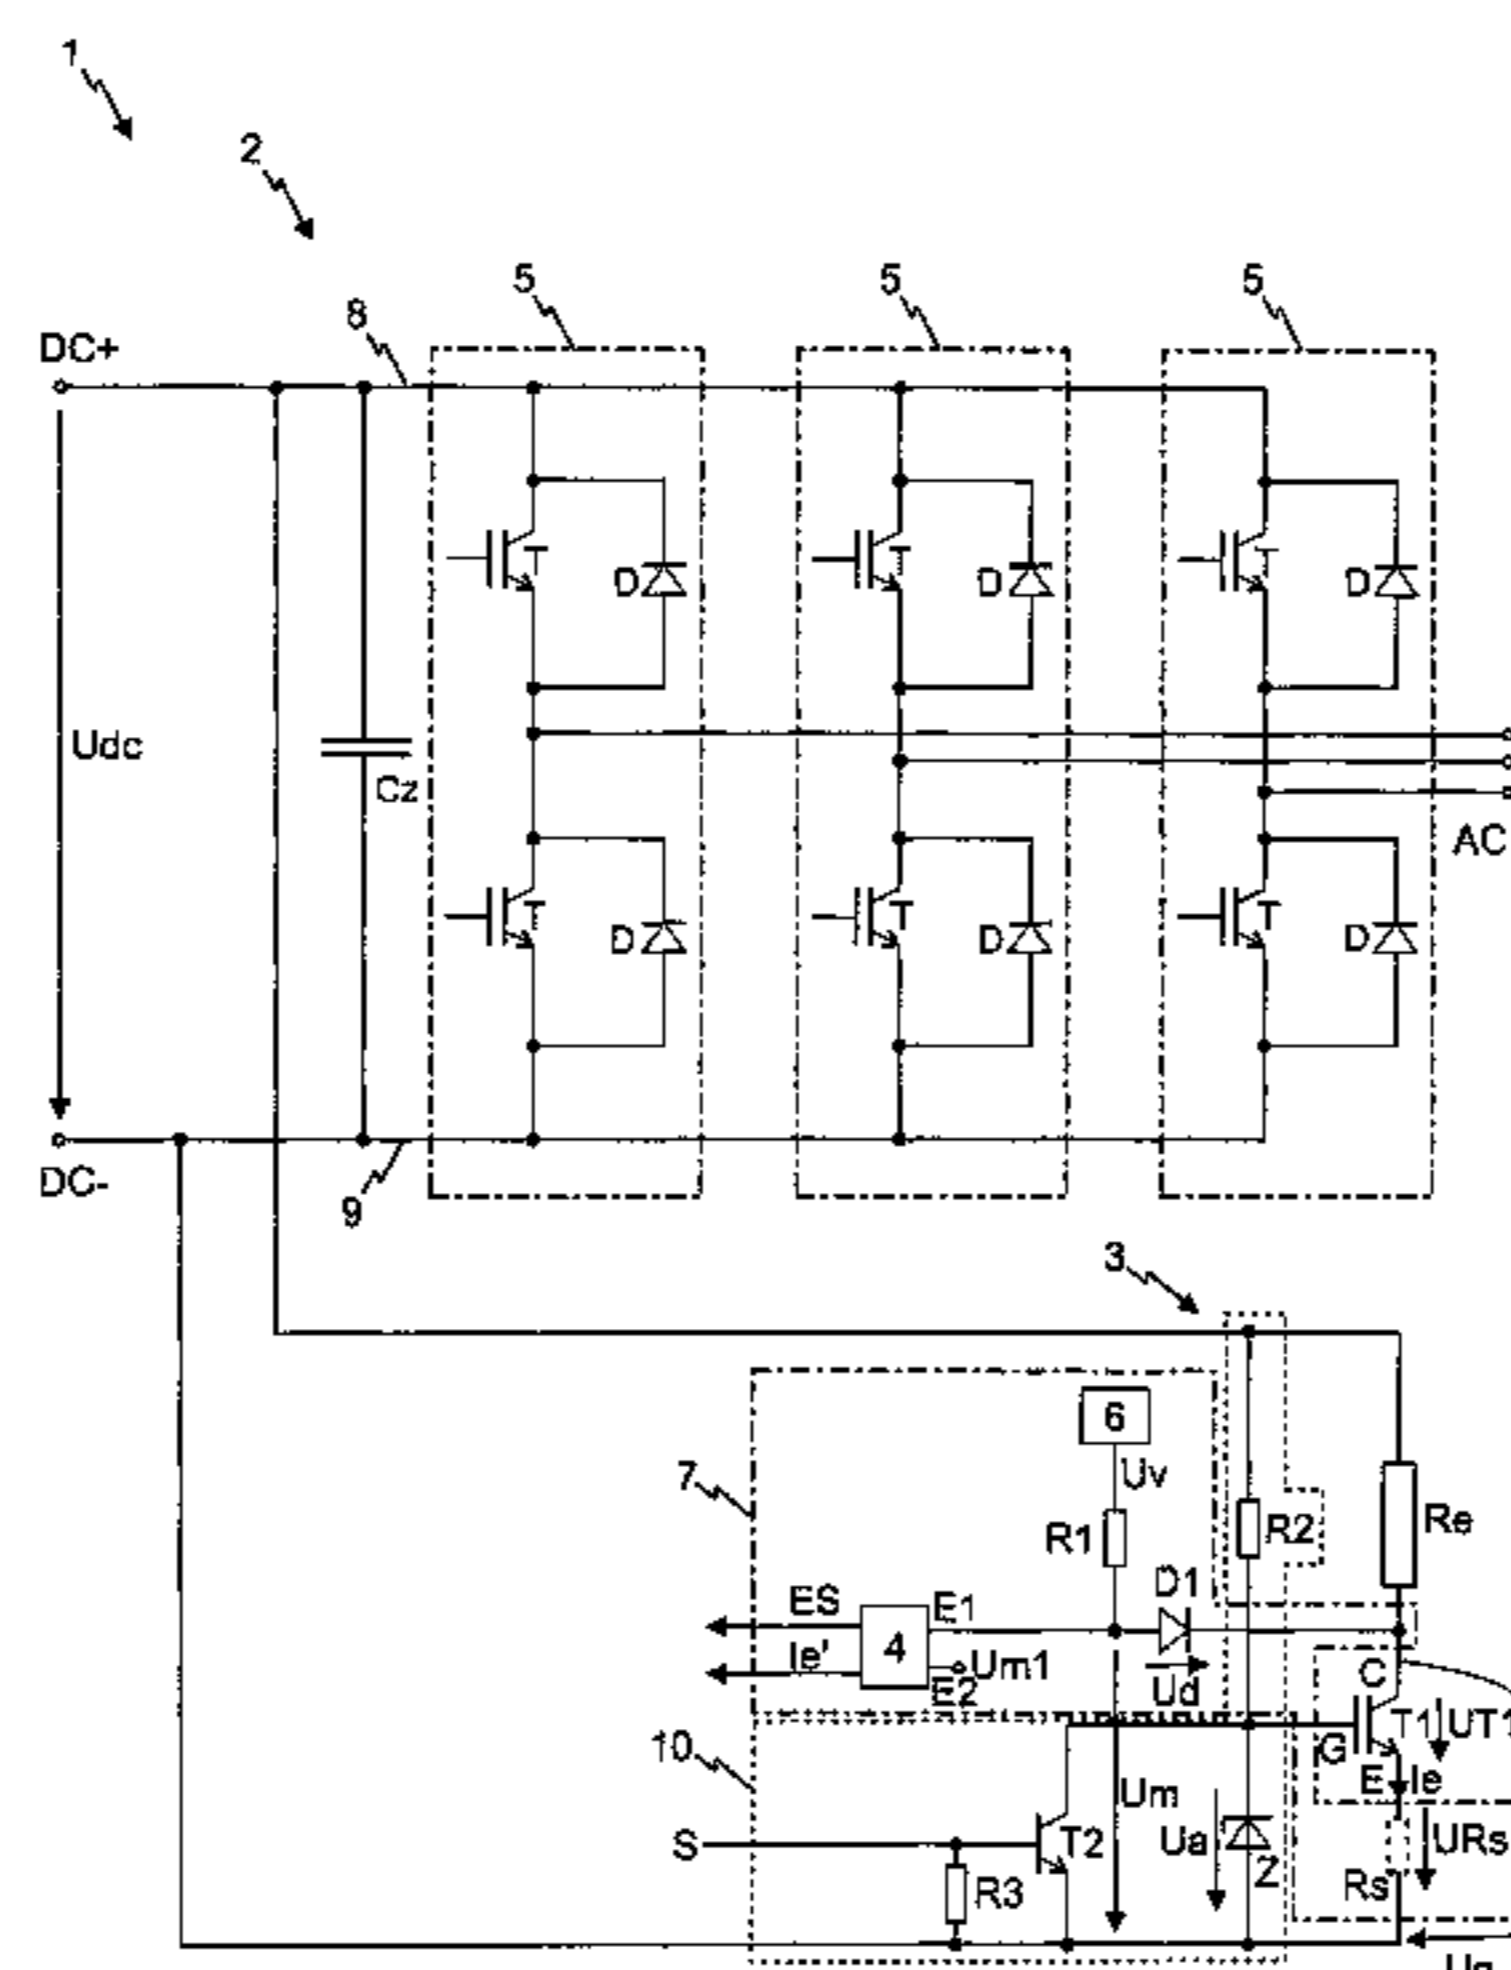 1
2
5 5 5
8
DC+
T D T D T D
Udc
Cz
AC
T D T D T D
DC-
9
3
6
7 Uv
R1 R2 Re
D1
ES E1
4
Ie' Um1
E2 Ud C
10 G T1 UT1
E Ie
Um
S T2 Ua Z URs
R3 Rs